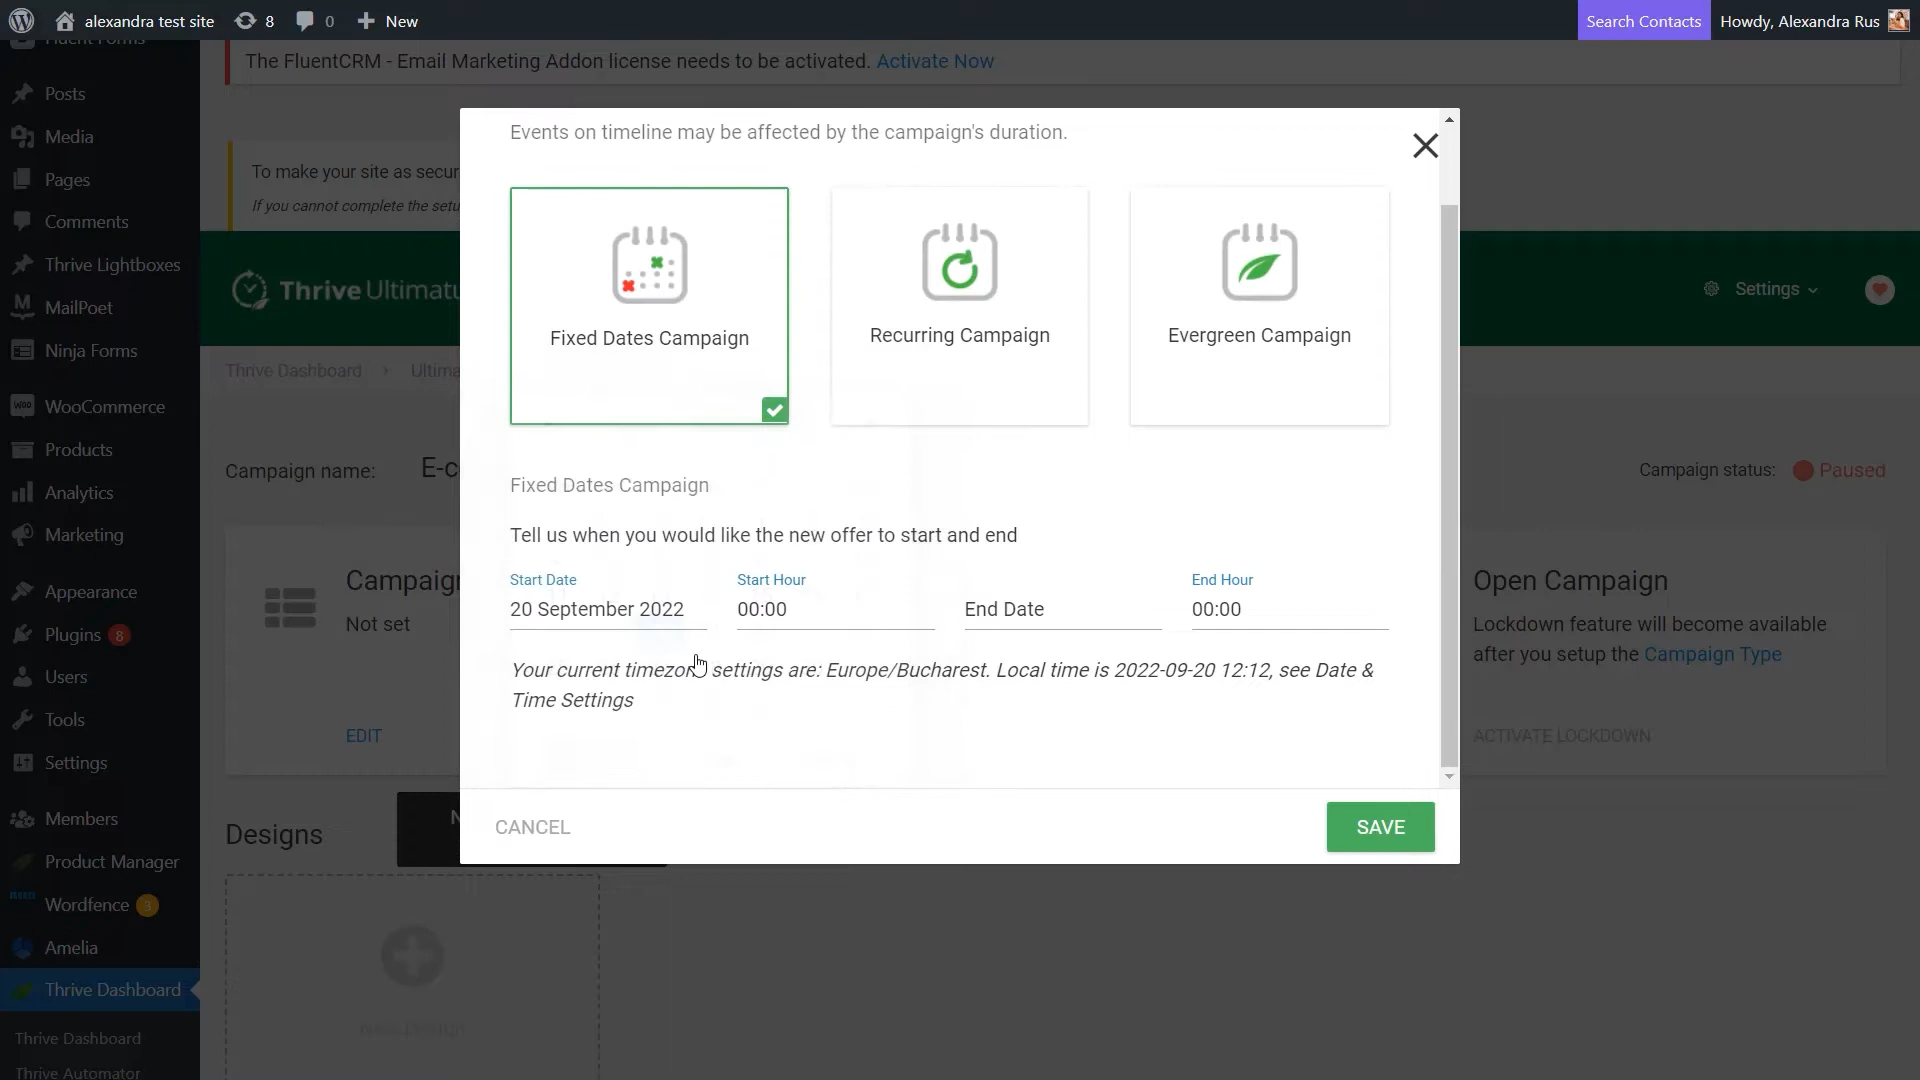 alexandra test site
8
0
New
Search Contacts
Howdy, Alexandra Rus
Fluent Forms
Posts
Media
Pages
Comments
Thrive Lightboxes
MailPoet
Ninja Forms
WooCommerce
Products
Analytics
Marketing
Appearance
Plugins 8
Users
Tools
Settings
Members
Product Manager
Wordfence 3
Amelia
Thrive Dashboard
Thrive Dashboard
Thrive Automator
The FluentCRM - Email Marketing Addon license needs to be activated. Activate Now
To make your site as secur
If you cannot complete the setu
Thrive Ultimatu
Settings
Thrive Dashboard
Ultima
Campaign name: E-c
Campaign status: Paused
Campaign
Not set
EDIT
Designs
N
Events on timeline may be affected by the campaign's duration.
Fixed Dates Campaign
Recurring Campaign
Evergreen Campaign
Fixed Dates Campaign
Tell us when you would like the new offer to start and end
Start Date
20 September 2022
Start Hour
00:00
End Date
End Hour
00:00
Your current timezone settings are: Europe/Bucharest. Local time is 2022-09-20 12:12, see Date &
Time Settings
CANCEL
SAVE
Open Campaign
Lockdown feature will become available
after you setup the Campaign Type
ACTIVATE LOCKDOWN